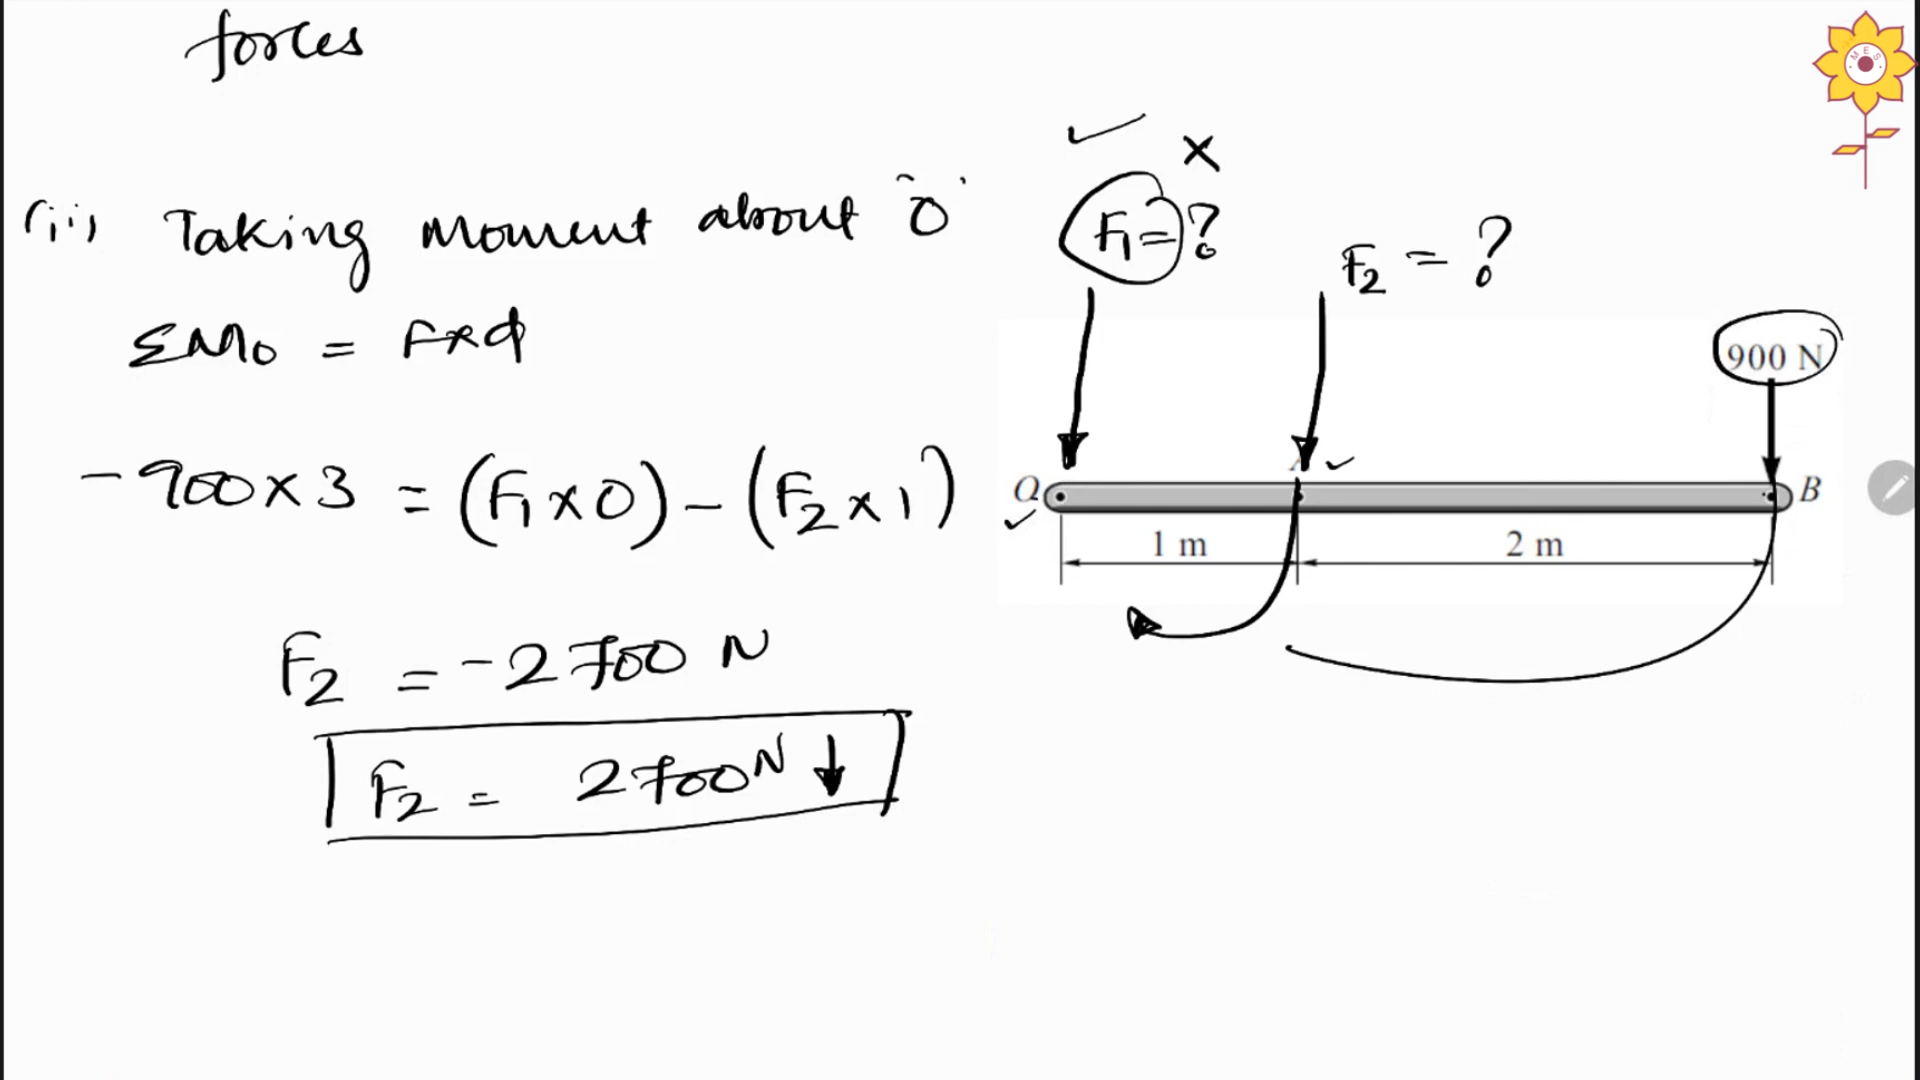 forces
(ii) Taking Moment about "O"
ΣMo = F×d
-900×3 = (F₁×0) - (F₂×1)
F₂ = -2700 N
F₂ = 2700N ↓
F₁=? ×
F₂ = ?
900 N
O B
1 m 2 m
MES